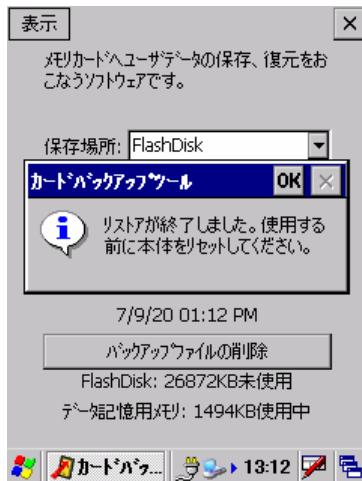 表示
メモリカードへユーザデータの保存、復元をお
こなうソフトウェアです。
保存場所: FlashDisk
カードバックアップツール OK
リストアが終了しました。使用する
前に本体をリセットしてください。
7/9/20 01:12 PM
バックアップファイルの削除
FlashDisk: 26872KB未使用
データ記憶用メモリ: 1494KB使用中
カードバッ... 13:12